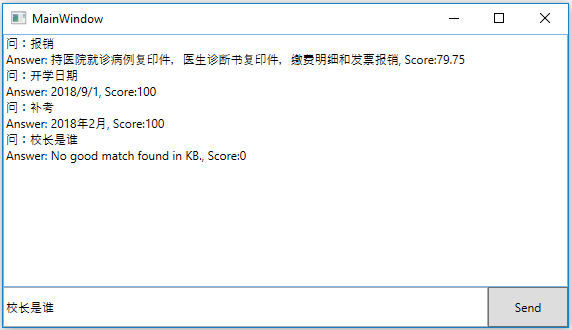 MainWindow
问：报销
Answer: 持医院就诊病例复印件，医生诊断书复印件，缴费明细和发票报销, Score:79.75
问：开学日期
Answer: 2018/9/1, Score:100
问：补考
Answer: 2018年2月, Score:100
问：校长是谁
Answer: No good match found in KB., Score:0
校长是谁
Send